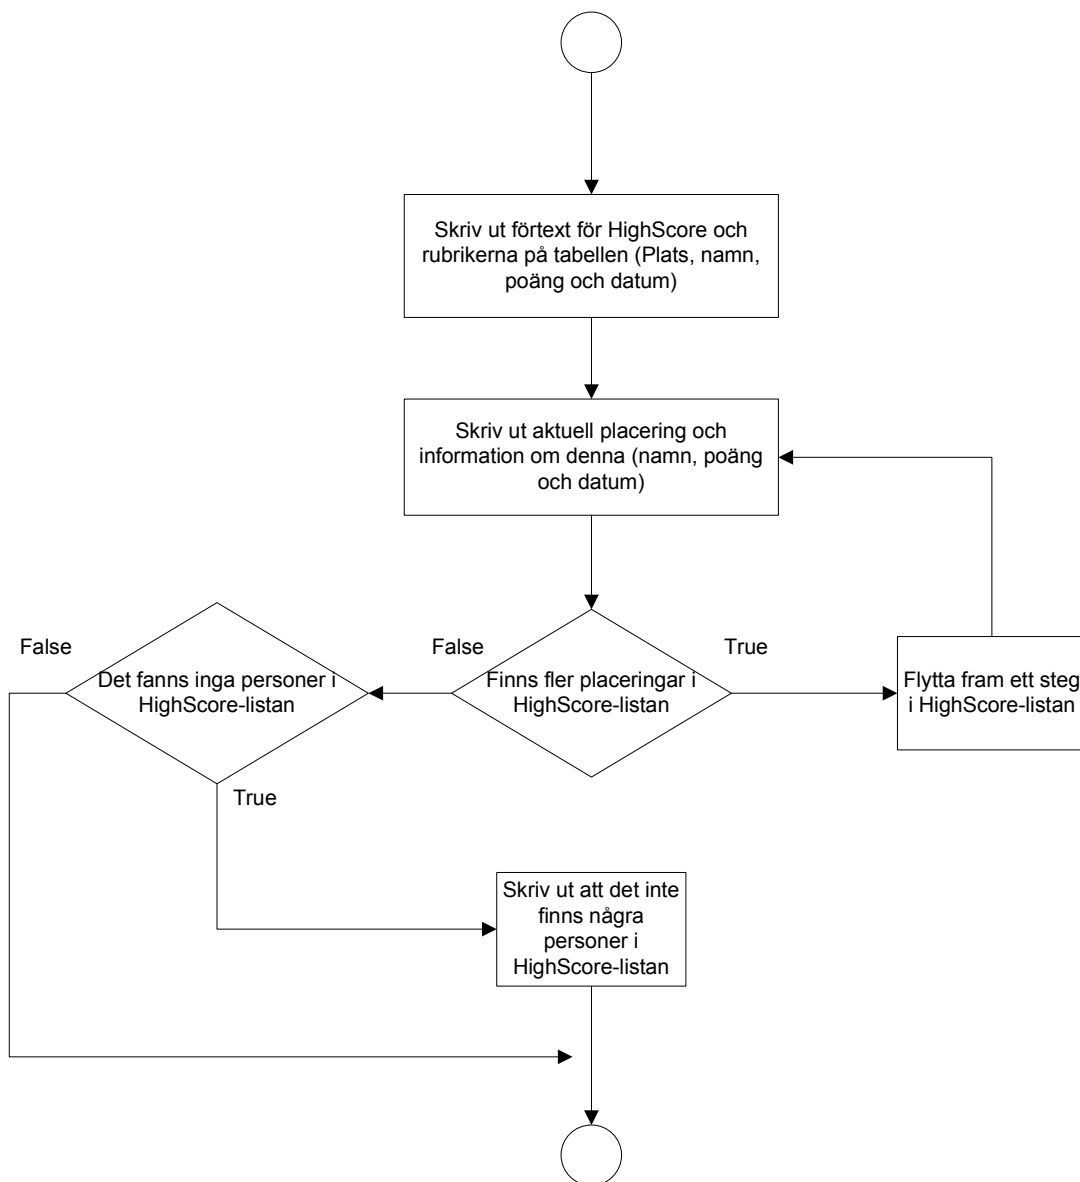 Skriv ut förtext för HighScore och
rubrikerna på tabellen (Plats, namn,
poäng och datum)
Skriv ut aktuell placering och
information om denna (namn, poäng
och datum)
False
False
True
Det fanns inga personer i
HighScore-listan
Finns fler placeringar i
HighScore-listan
Flytta fram ett steg
i HighScore-listan
True
Skriv ut att det inte
finns några
personer i
HighScore-listan